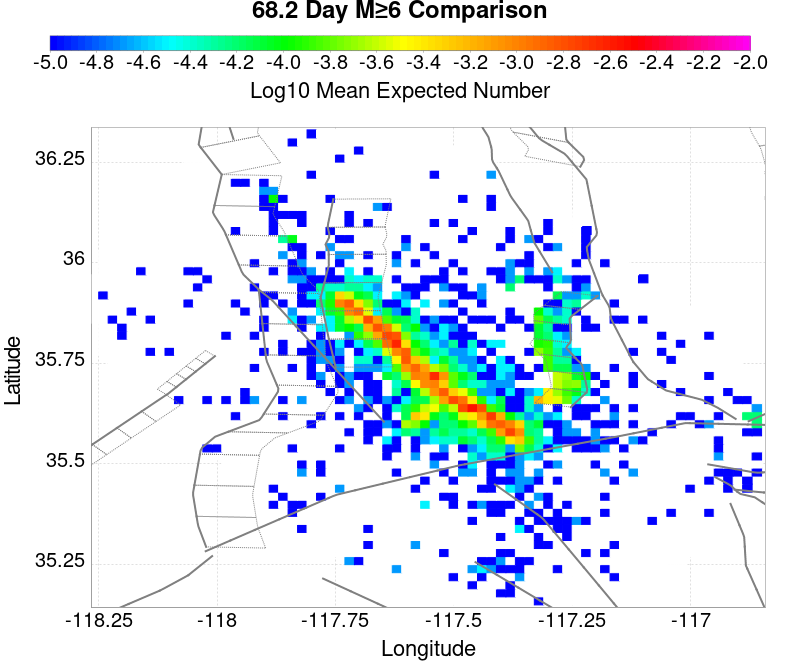 68.2 Day M≥6 Comparison
-5.0 -4.8 -4.6 -4.4 -4.2 -4.0 -3.8 -3.6 -3.4 -3.2 -3.0 -2.8 -2.6 -2.4 -2.2 -2.0
Log10 Mean Expected Number
36.25
36
35.75
35.5
35.25
Latitude
-118.25 -118 -117.75 -117.5 -117.25 -117
Longitude